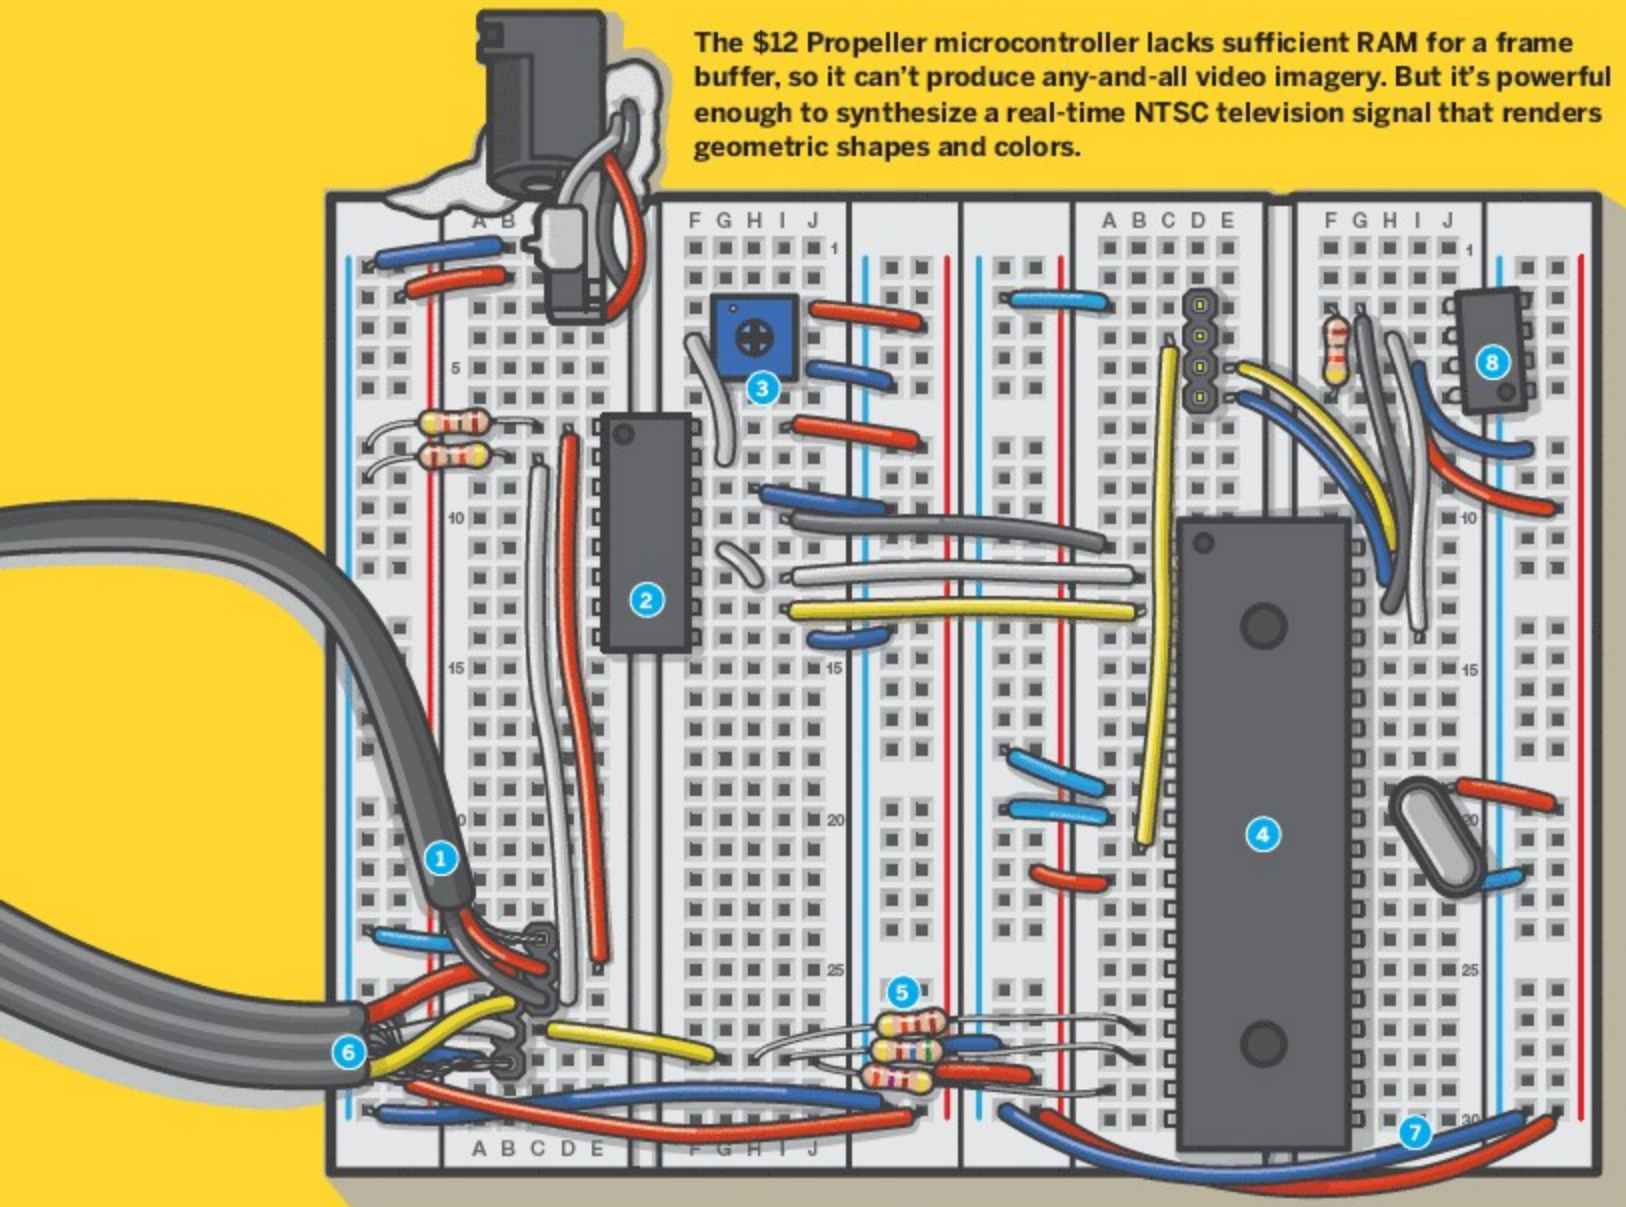 The $12 Propeller microcontroller lacks sufficient RAM for a frame
buffer, so it can't produce any-and-all video imagery. But it's powerful
enough to synthesize a real-time NTSC television signal that renders
geometric shapes and colors.
A B F G H I J A B C D E F G H I J
1 1
5
3
8
10 10
2
15 15 15
4
20 20
1
25 25
5
6
7
30
A B C D E F G H I J